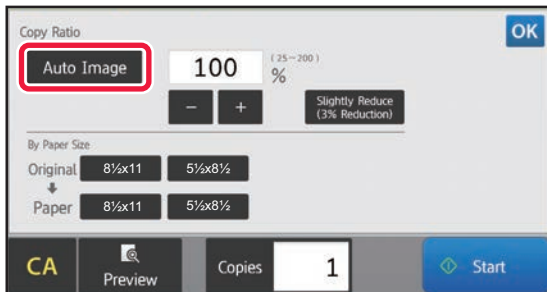 Copy Ratio
OK
Auto Image
100
(25~200)
%
−
+
Slightly Reduce
(3% Reduction)
By Paper Size
Original 8½x11 5½x8½
Paper 8½x11 5½x8½
CA
Preview
Copies
1
Start